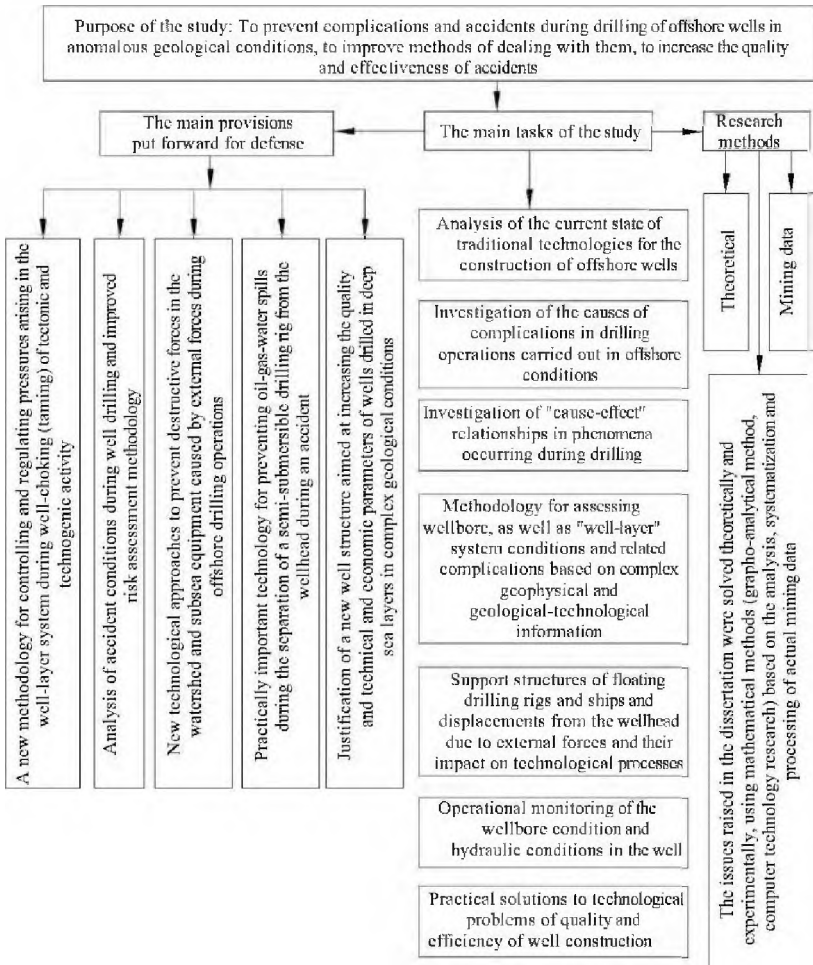 Purpose of the study: To prevent complications and accidents during drilling of offshore wells in
anomalous geological conditions, to improve methods of dealing with them, to increase the quality
and effectiveness of accidents
The main provisions
put forward for defense
The main tasks of the study
Research
methods
A new methodology for controlling and regulating pressures arising in the
well-layer system during well-choking (taming) of tectonic and
technogenic activity
Analysis of accident conditions during well drilling and improved
risk assessment methodology
New technological approaches to prevent destructive forces in the
watershed and subsea equipment caused by external forces during
offshore drilling operations
Practically important technology for preventing oil-gas-water spills
during the separation of a semi-submersible drilling rig from the
wellhead during an accident
Justification of a new well structure aimed at increasing the quality
and technical and economic parameters of wells drilled in deep
sea layers in complex geological conditions
Analysis of the current state of
traditional technologies for the
construction of offshore wells
Investigation of the causes of
complications in drilling
operations carried out in offshore
conditions
Investigation of "cause-effect"
relationships in phenomena
occurring during drilling
Methodology for assessing
wellbore, as well as "well-layer"
system conditions and related
complications based on complex
geophysical and
geological-technological
information
Support structures of floating
drilling rigs and ships and
displacements from the wellhead
due to external forces and their
impact on technological processes
Operational monitoring of the
wellbore condition and
hydraulic conditions in the well
Practical solutions to technological
problems of quality and
efficiency of well construction
Theoretical
Mining data
The issues raised in the dissertation were solved theoretically and
experimentally, using mathematical methods (grapho-analytical method,
computer technology research) based on the analysis, systematization and
processing of actual mining data